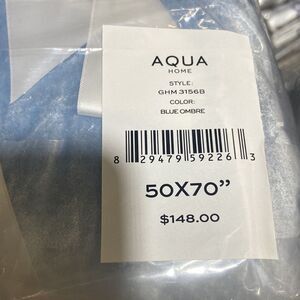 AQUA
HOME
STYLE:
GHM 3156B
COLOR:
BLUE OMBRE
8 29479 59226 3
50X70”
$148.00